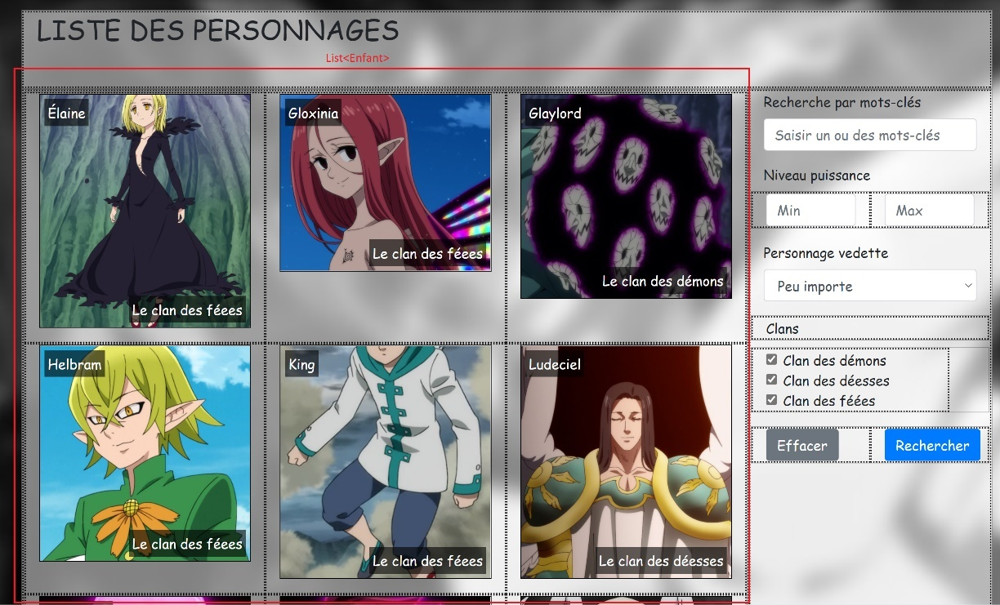 LISTE DES PERSONNAGES
List<Enfant>
Élaine
Le clan des féees
Gloxinia
Le clan des féees
Glaylord
Le clan des démons
Helbram
Le clan des féees
King
Le clan des féees
Ludeciel
Le clan des déesses
Recherche par mots-clés
Saisir un ou des mots-clés
Niveau puissance
Min
Max
Personnage vedette
Peu importe
Clans
Clan des démons
Clan des déesses
Clan des féées
Effacer
Rechercher